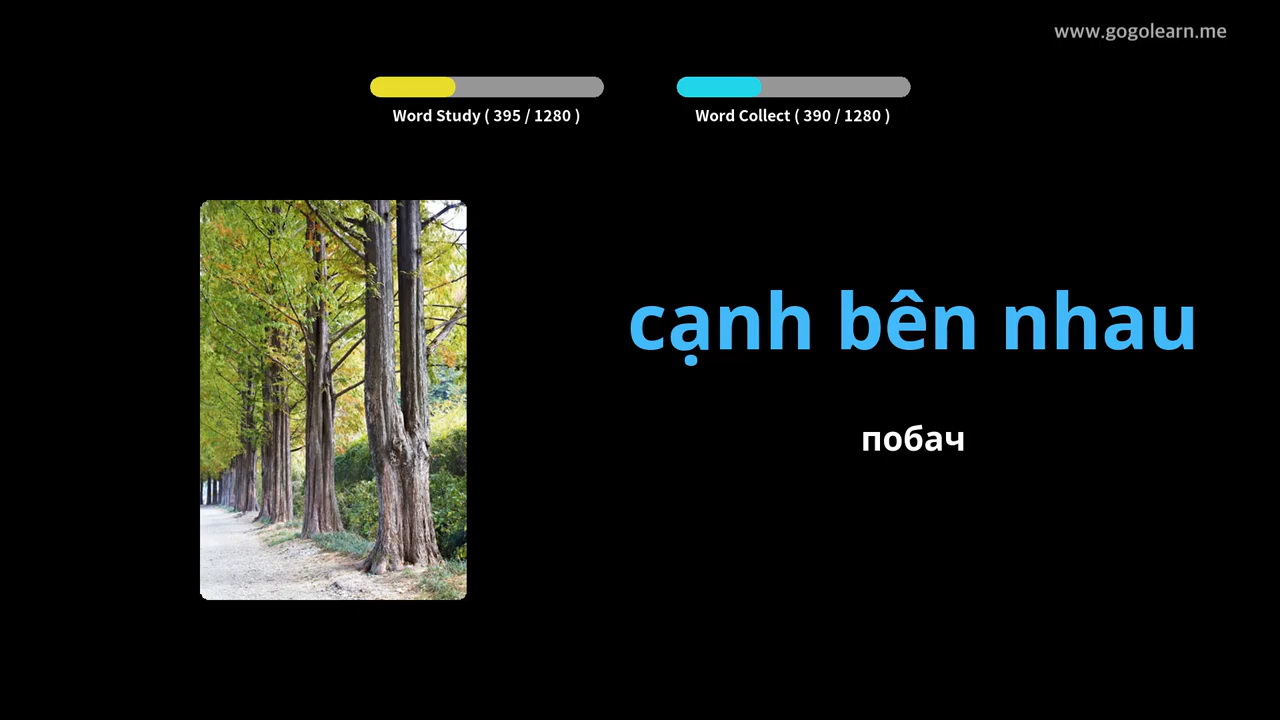 www.gogolearn.me
Word Study ( 395 / 1280 )
Word Collect ( 390 / 1280 )
cạnh bên nhau
побач